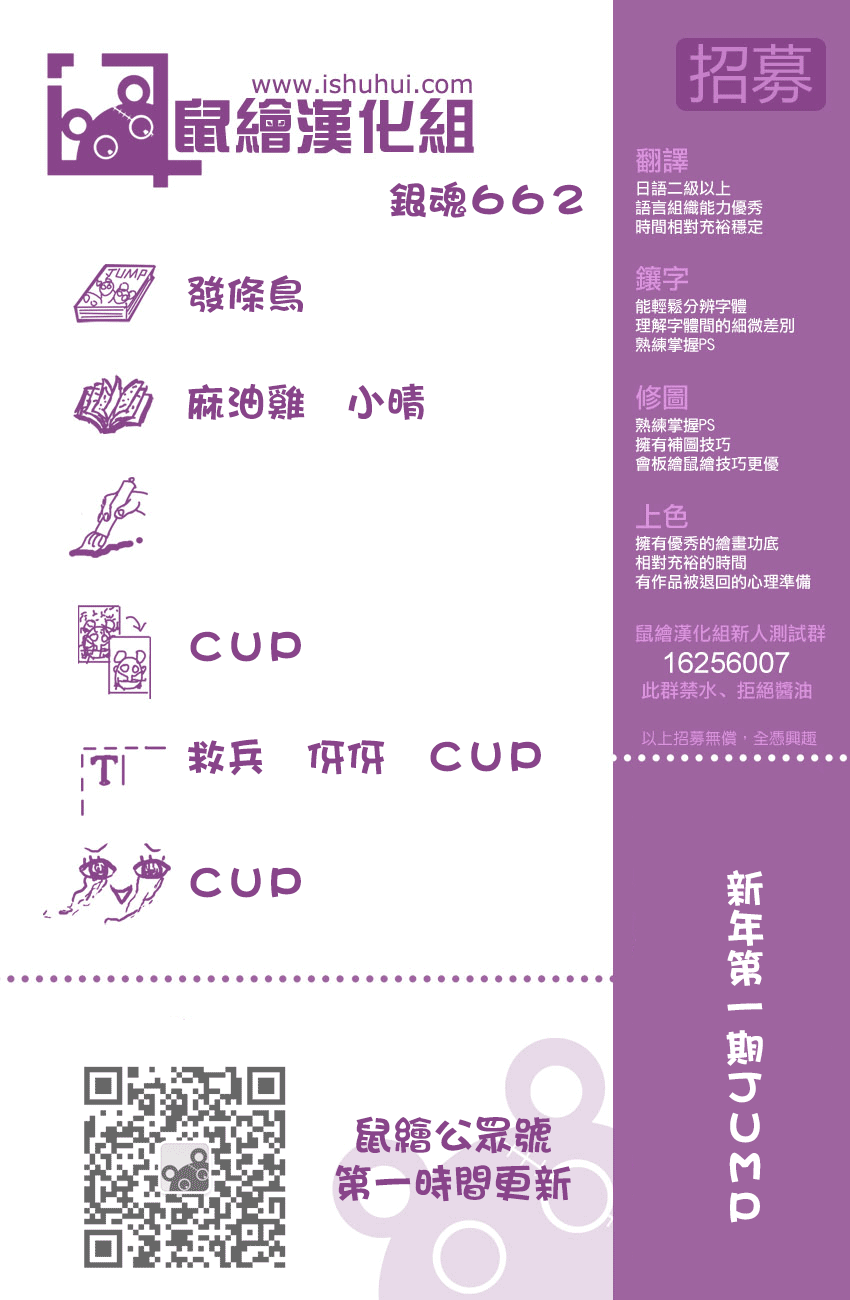 www.ishuhui.com
鼠繪漢化組
銀魂662
JUMP
發條鳥
麻油雞 小晴
CUP
T
救兵 伢伢 CUP
CUP
鼠繪公眾號
第一時間更新
招募
翻譯
日語二級以上
語言組織能力優秀
時間相對充裕穩定
鑲字
能輕鬆分辨字體
理解字體間的細微差別
熟練掌握PS
修圖
熟練掌握PS
擁有補圖技巧
會板繪鼠繪技巧更優
上色
擁有優秀的繪畫功底
相對充裕的時間
有作品被退回的心理準備
鼠繪漢化組新人測試群
16256007
此群禁水、拒絕醬油
以上招募無償，全憑興趣
新年第一期JUMP